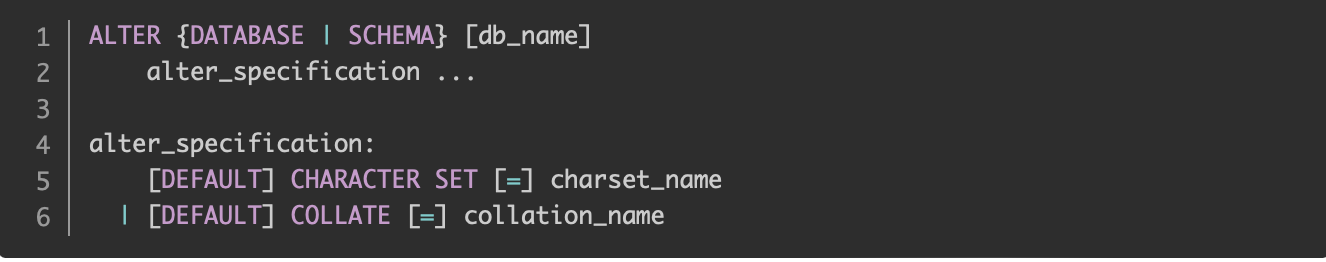 1 ALTER {DATABASE | SCHEMA} [db_name]
2     alter_specification ...
3
4 alter_specification:
5     [DEFAULT] CHARACTER SET [=] charset_name
6   | [DEFAULT] COLLATE [=] collation_name